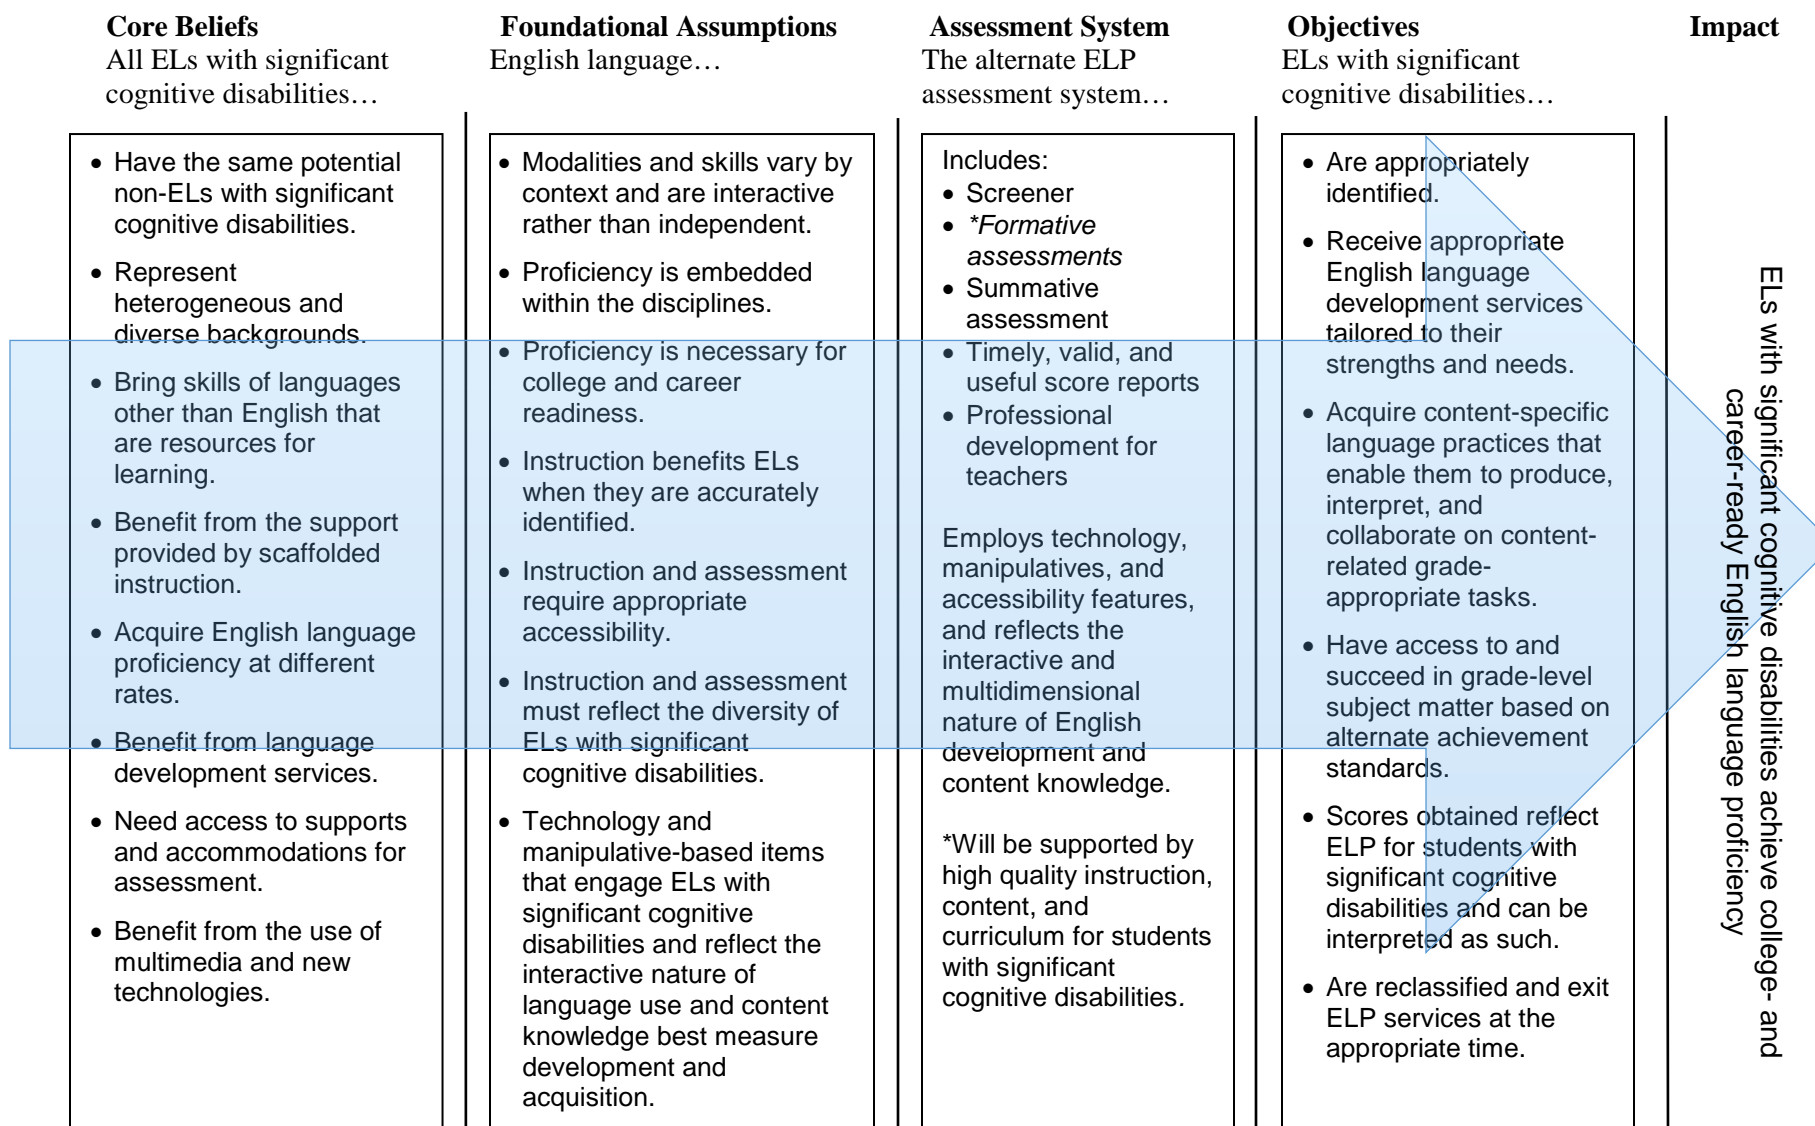 Core Beliefs
All ELs with significant
cognitive disabilities…
• Have the same potential
non-ELs with significant
cognitive disabilities.
• Represent
heterogeneous and
diverse backgrounds.
• Bring skills of languages
other than English that
are resources for
learning.
• Benefit from the support
provided by scaffolded
instruction.
• Acquire English language
proficiency at different
rates.
• Benefit from language
development services.
• Need access to supports
and accommodations for
assessment.
• Benefit from the use of
multimedia and new
technologies.
Foundational Assumptions
English language…
• Modalities and skills vary by
context and are interactive
rather than independent.
• Proficiency is embedded
within the disciplines.
• Proficiency is necessary for
college and career
readiness.
• Instruction benefits ELs
when they are accurately
identified.
• Instruction and assessment
require appropriate
accessibility.
• Instruction and assessment
must reflect the diversity of
ELs with significant
cognitive disabilities.
• Technology and
manipulative-based items
that engage ELs with
significant cognitive
disabilities and reflect the
interactive nature of
language use and content
knowledge best measure
development and
acquisition.
Assessment System
The alternate ELP
assessment system…
Includes:
• Screener
• *Formative
assessments
• Summative
assessment
• Timely, valid, and
useful score reports
• Professional
development for
teachers
Employs technology,
manipulatives, and
accessibility features,
and reflects the
interactive and
multidimensional
nature of English
development and
content knowledge.
*Will be supported by
high quality instruction,
content, and
curriculum for students
with significant
cognitive disabilities.
Objectives
ELs with significant
cognitive disabilities…
• Are appropriately
identified.
• Receive appropriate
English language
development services
tailored to their
strengths and needs.
• Acquire content-specific
language practices that
enable them to produce,
interpret, and
collaborate on content-
related grade-
appropriate tasks.
• Have access to and
succeed in grade-level
subject matter based on
alternate achievement
standards.
• Scores obtained reflect
ELP for students with
significant cognitive
disabilities and can be
interpreted as such.
• Are reclassified and exit
ELP services at the
appropriate time.
Impact
ELs with significant cognitive disabilities achieve college- and
career-ready English language proficiency